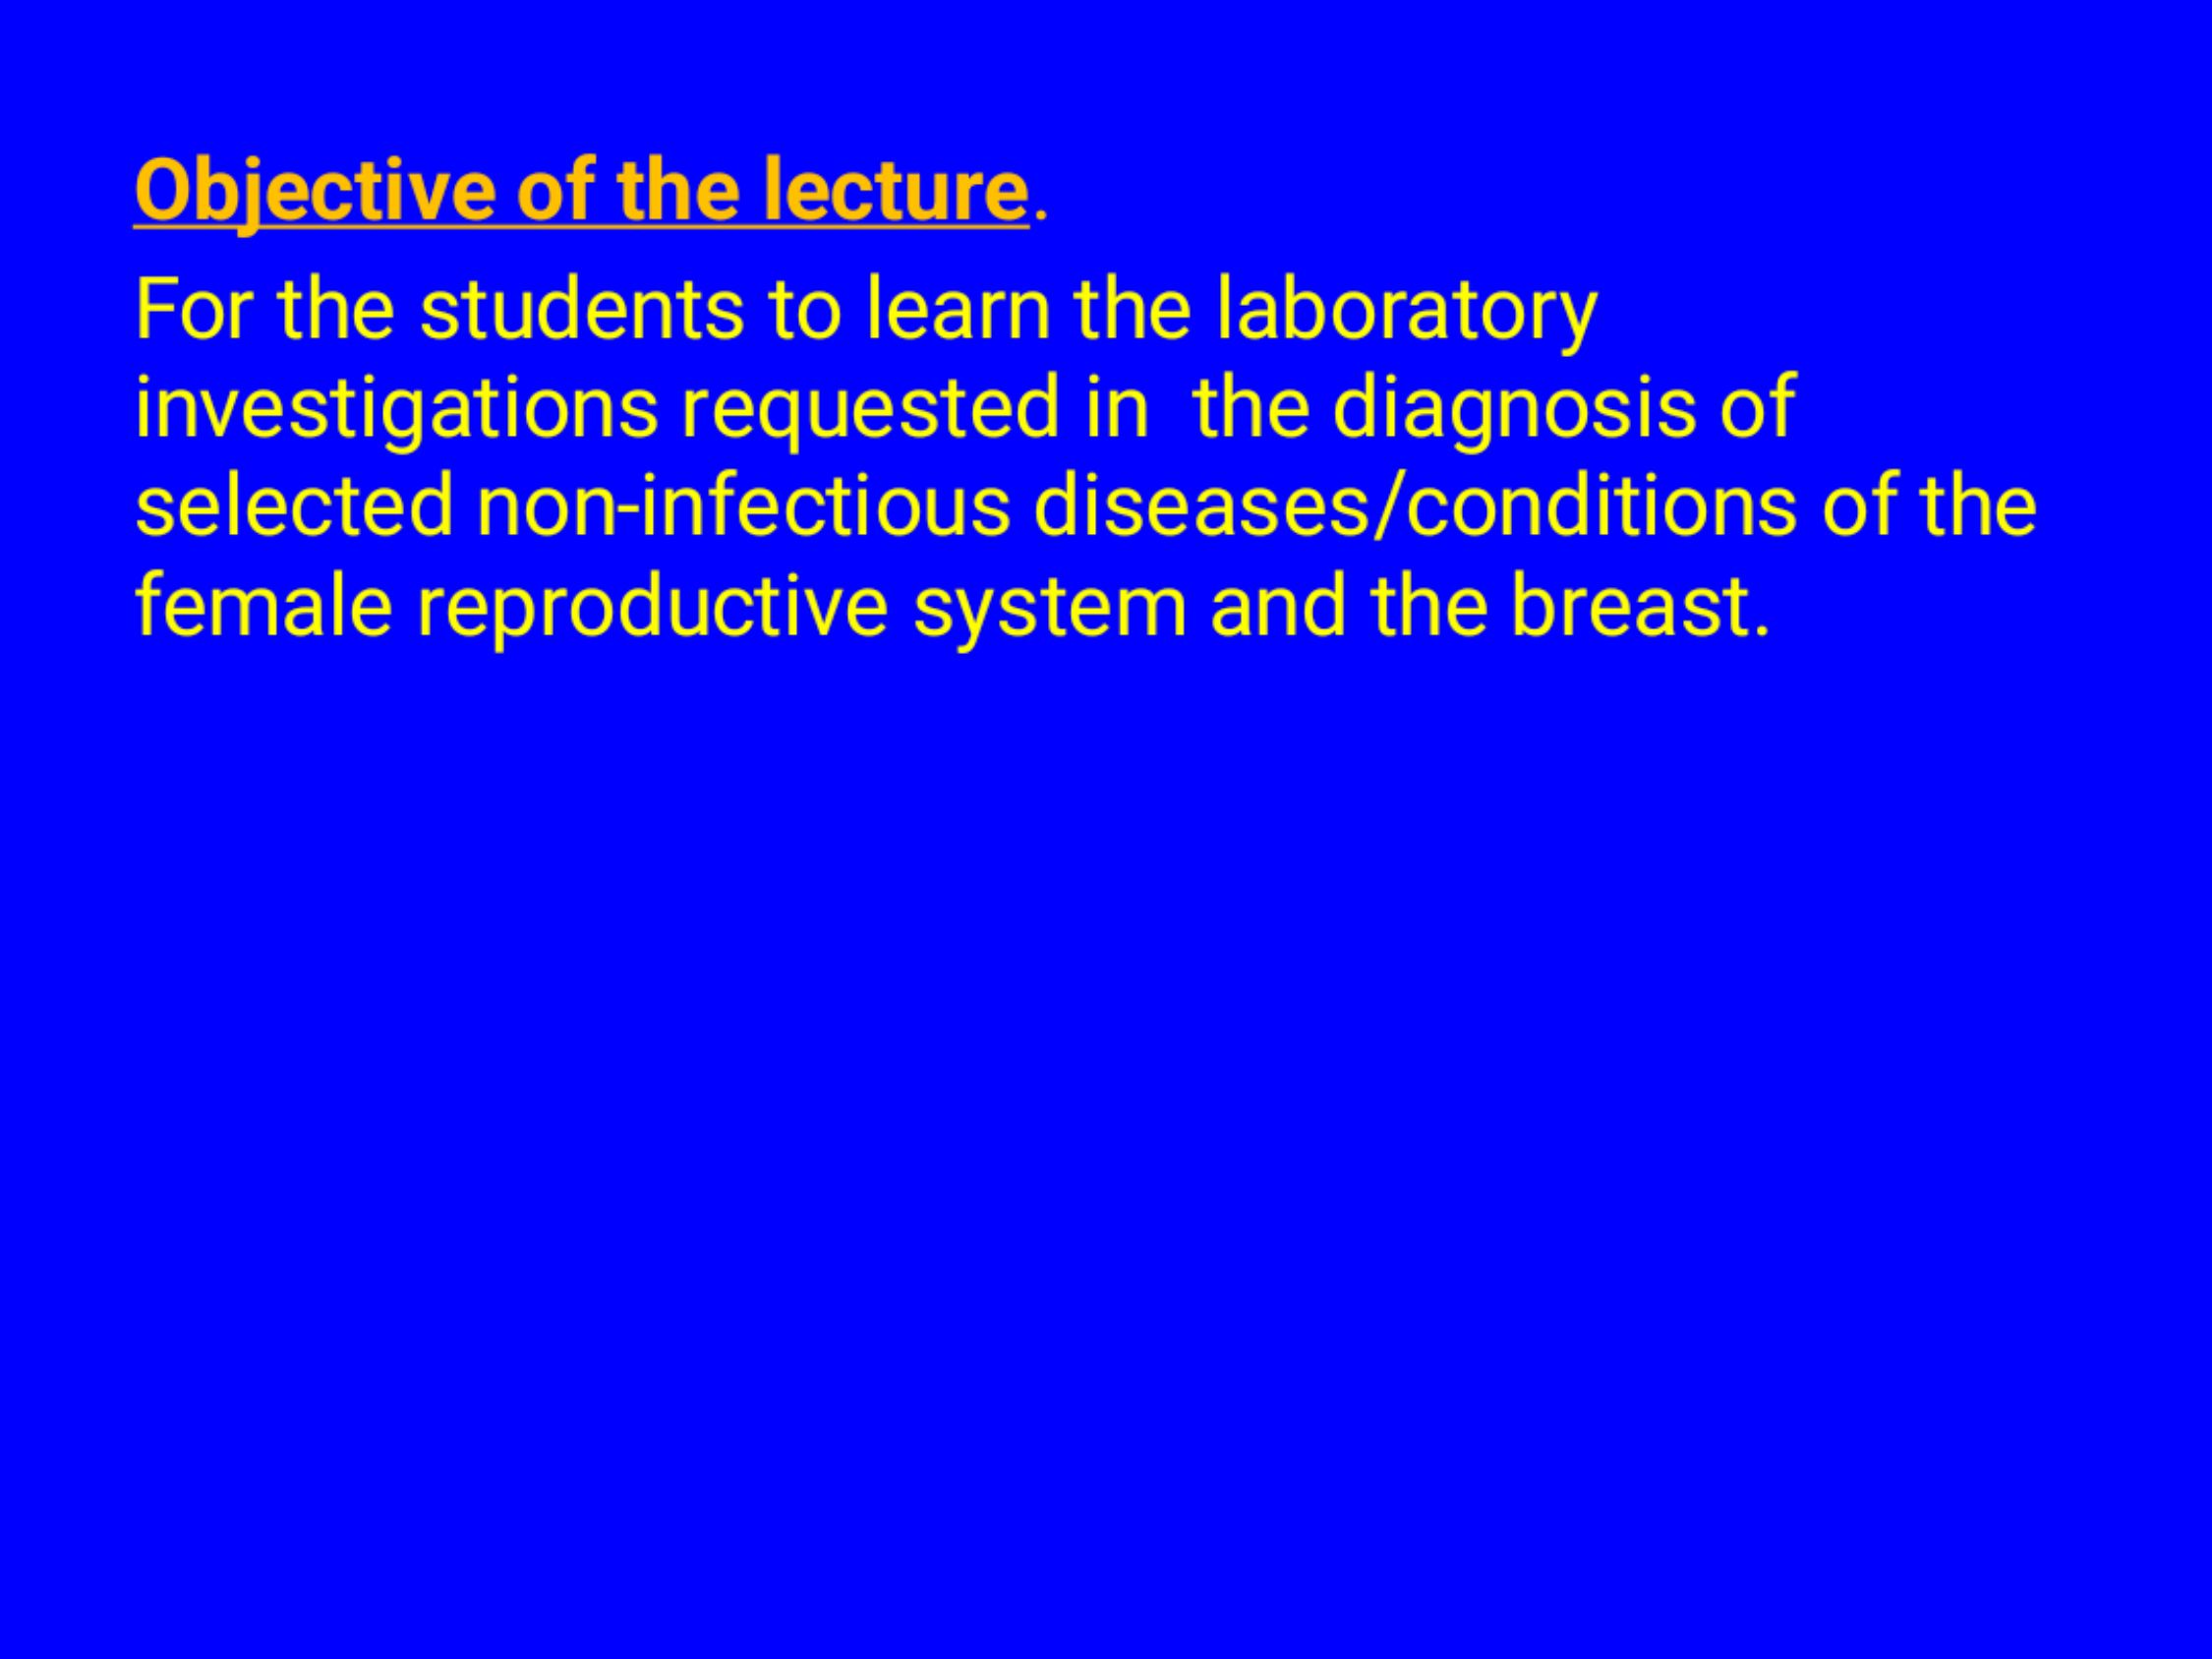 Objective of the lecture.
For the students to learn the laboratory
investigations requested in  the diagnosis of
selected non-infectious diseases/conditions of the
female reproductive system and the breast.